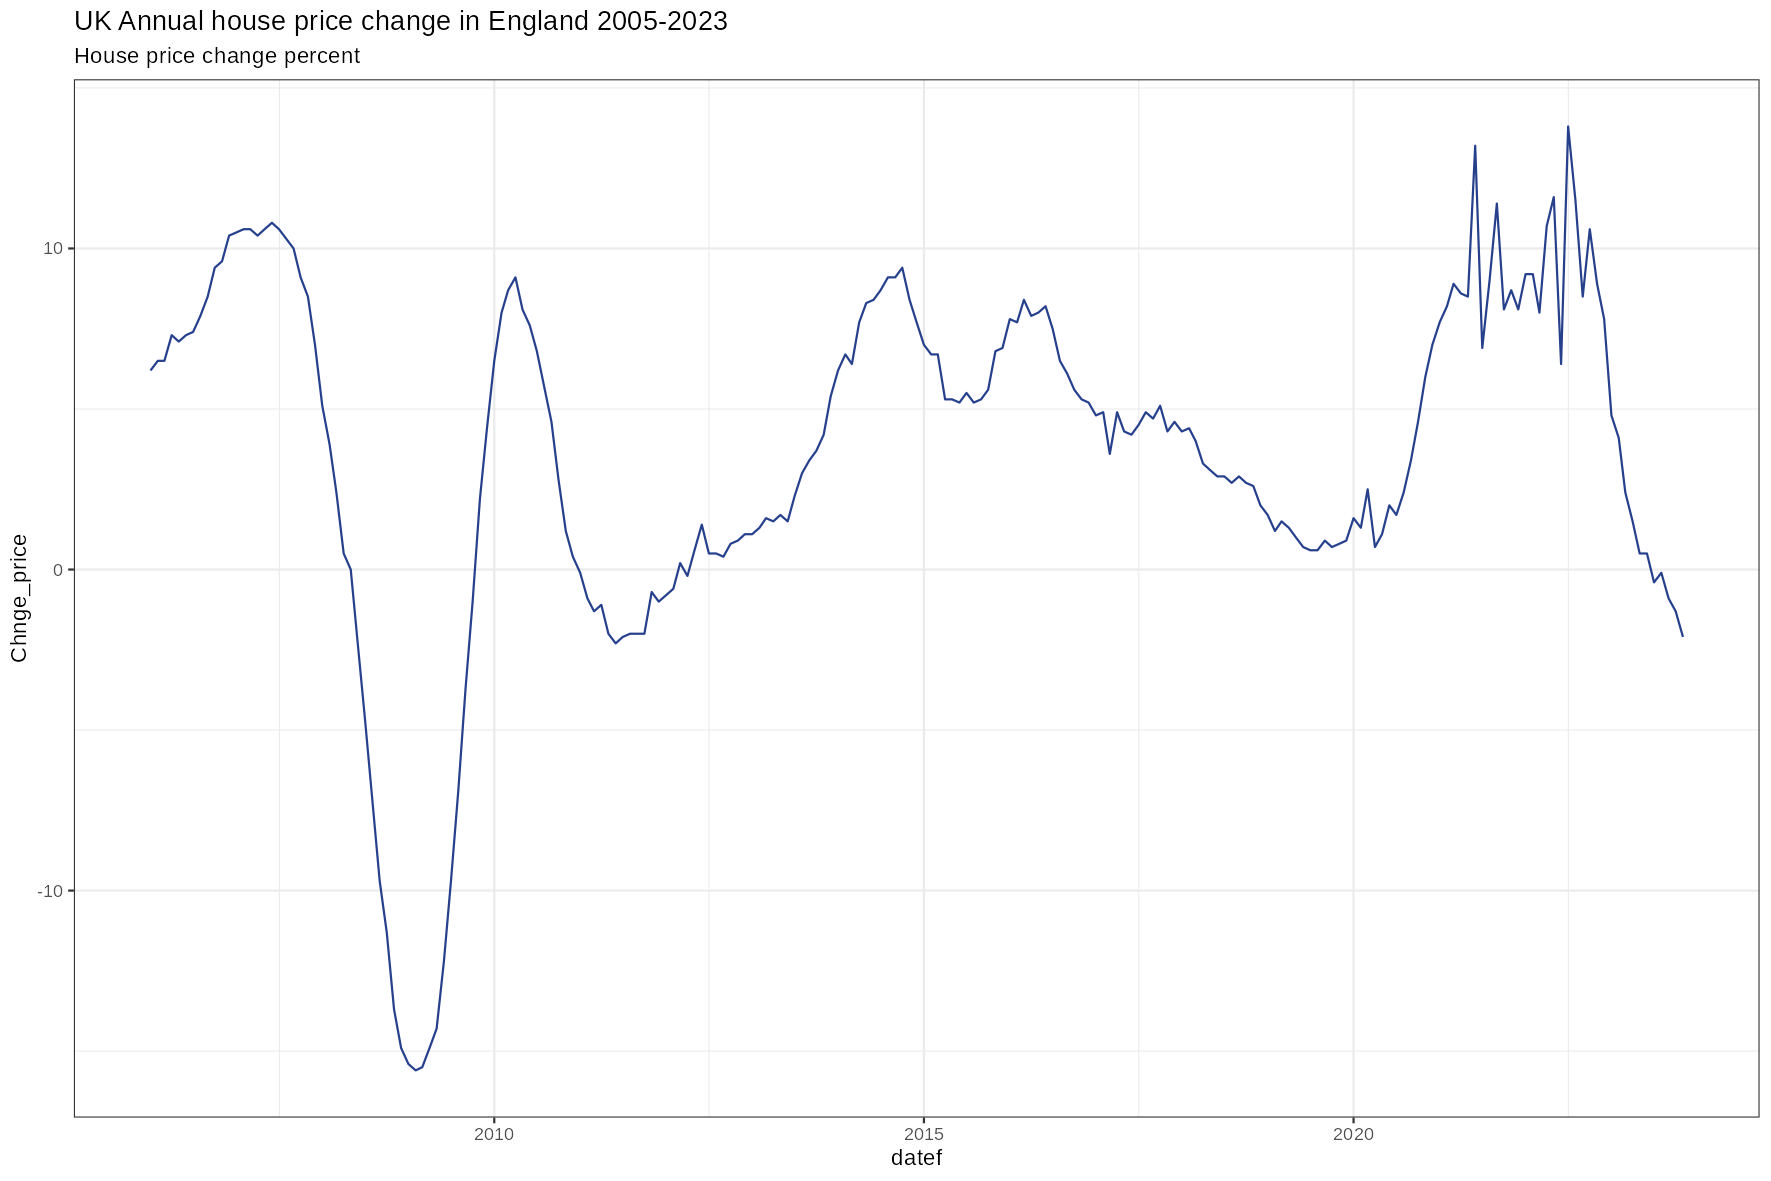 UK Annual house price change in England 2005-2023
House price change percent
10
0
-10
Chnge_price
2010
2015
2020
datef